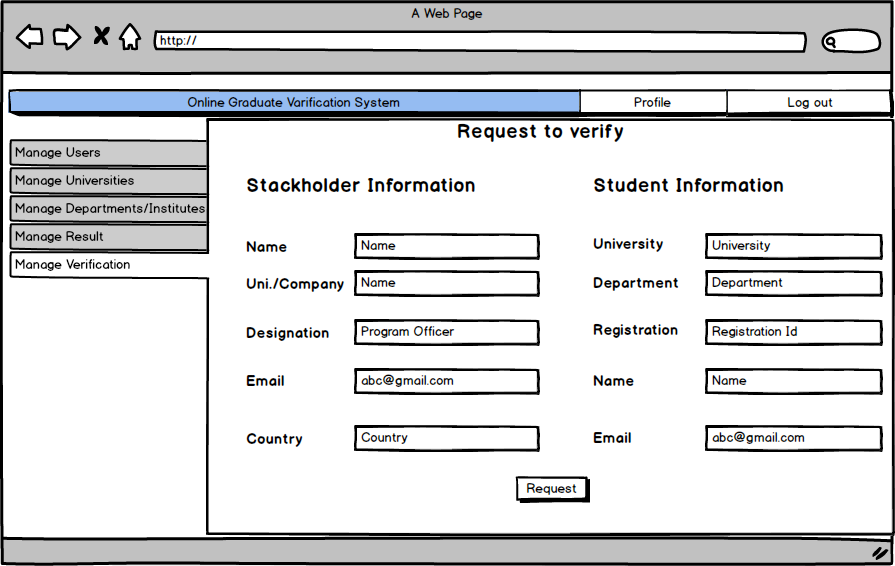 A Web Page
http://
Online Graduate Varification System
Profile
Log out
Manage Users
Manage Universities
Manage Departments/Institutes
Manage Result
Manage Verification
Request to verify
Stackholder Information
Name Name
Uni./Company Name
Designation Program Officer
Email abc@gmail.com
Country Country
Student Information
University University
Department Department
Registration Registration Id
Name Name
Email abc@gmail.com
Request